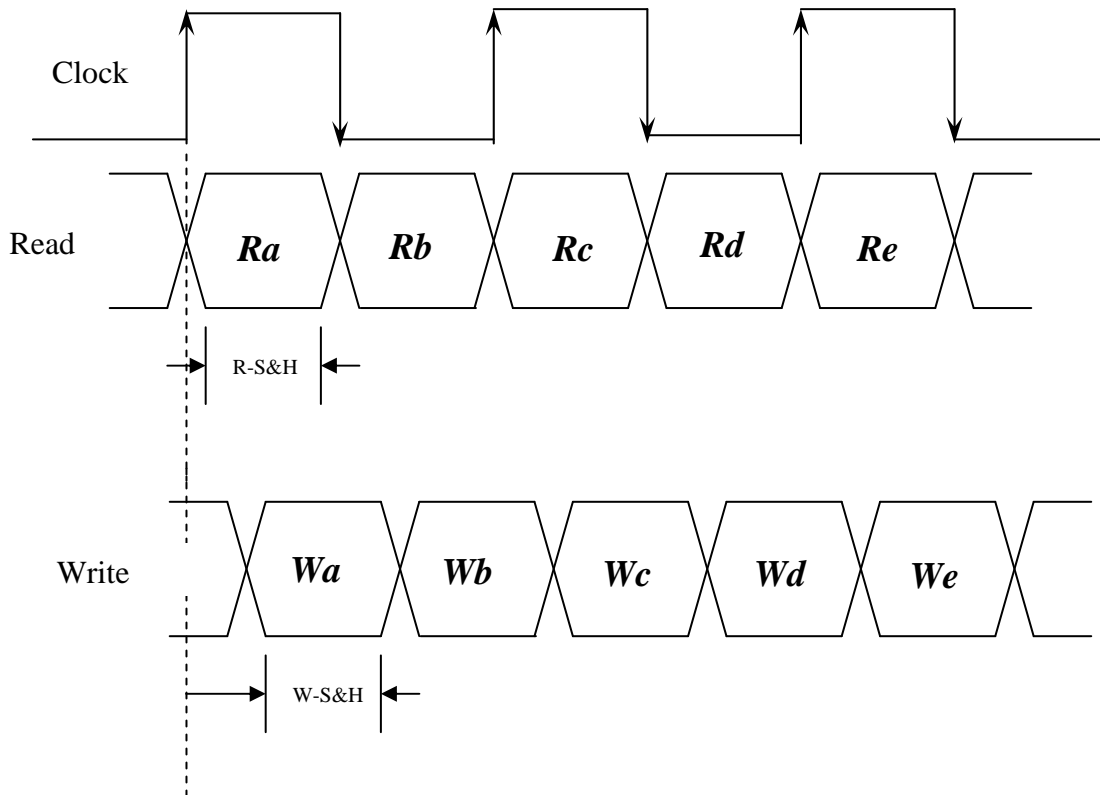 Clock
Read
Ra Rb Rc Rd Re
R-S&H
Write
Wa Wb Wc Wd We
W-S&H